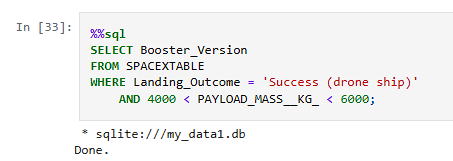 In [33]:
%%sql
SELECT Booster_Version
FROM SPACEXTABLE
WHERE Landing_Outcome = 'Success (drone ship)'
    AND 4000 < PAYLOAD_MASS__KG_ < 6000;
* sqlite:///my_data1.db
Done.